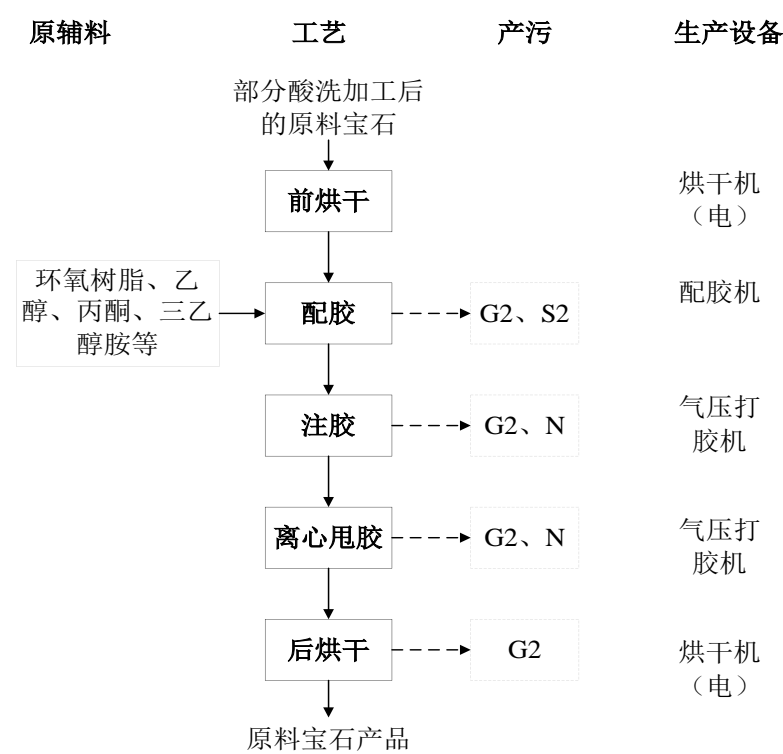 原辅料 工艺 产污 生产设备
部分酸洗加工后
的原料宝石
前烘干
烘干机
（电）
环氧树脂、乙
醇、丙酮、三乙
醇胺等
配胶
G2、S2
配胶机
注胶
G2、N
气压打
胶机
离心甩胶
G2、N
气压打
胶机
后烘干
G2
烘干机
（电）
原料宝石产品